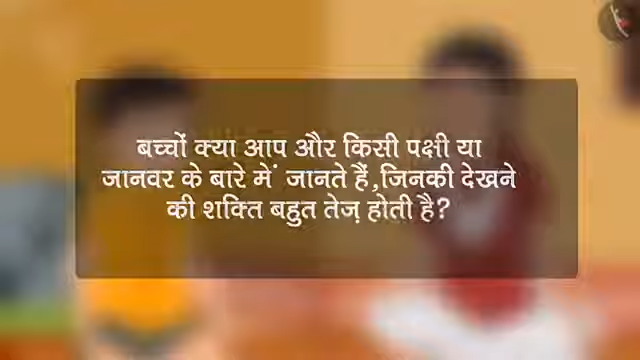 बच्चों क्या आप और किसी पक्षी या
जानवर के बारे में जानते हैं,जिनकी देखने
की शक्ति बहुत तेज़ होती है?